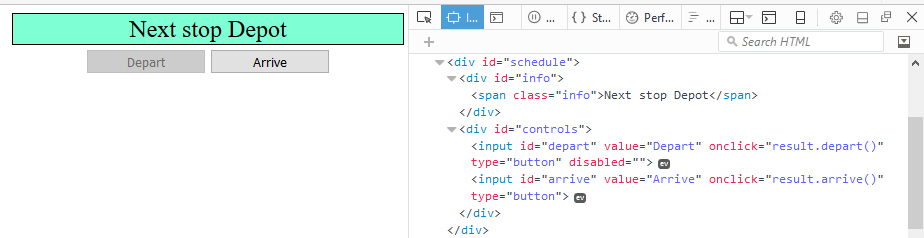 Next stop Depot
Depart Arrive
I... { } St... Perf...
Search HTML
<div id="schedule">
<div id="info">
<span class="info">Next stop Depot</span>
</div>
<div id="controls">
<input id="depart" value="Depart" onclick="result.depart()"
type="button" disabled=""> ev
<input id="arrive" value="Arrive" onclick="result.arrive()"
type="button"> ev
</div>
</div>